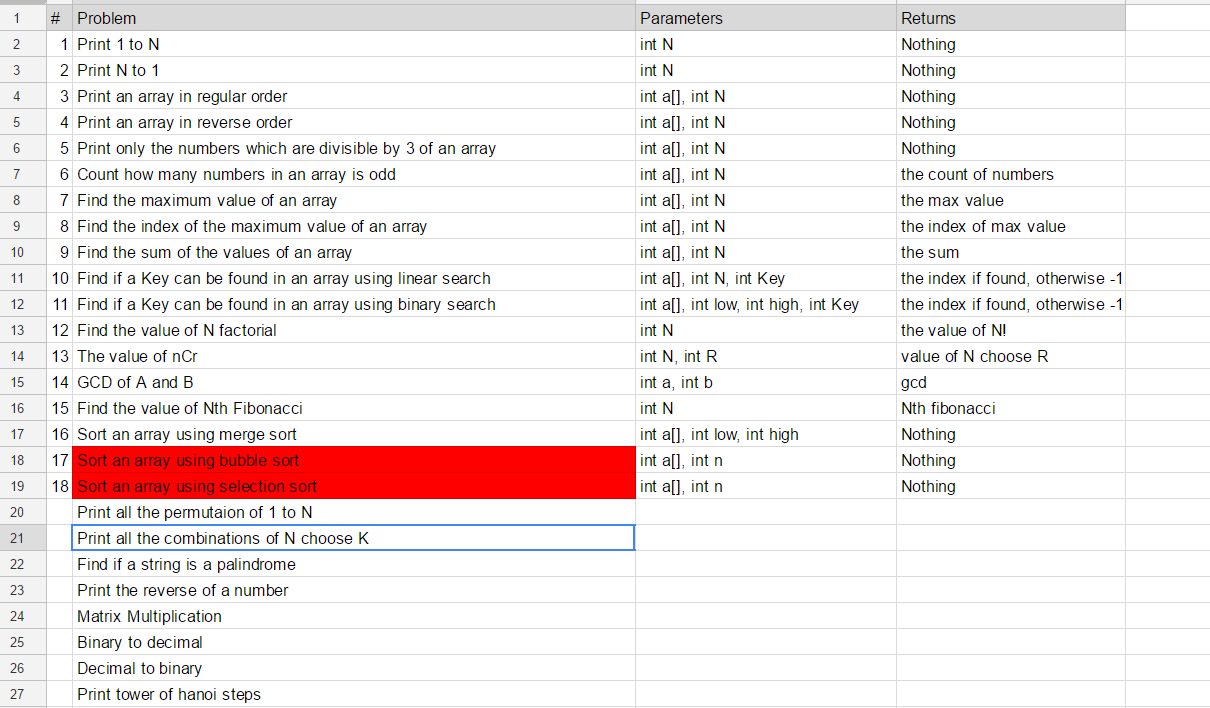 1 # Problem Parameters Returns
2 1 Print 1 to N int N Nothing
3 2 Print N to 1 int N Nothing
4 3 Print an array in regular order int a[], int N Nothing
5 4 Print an array in reverse order int a[], int N Nothing
6 5 Print only the numbers which are divisible by 3 of an array int a[], int N Nothing
7 6 Count how many numbers in an array is odd int a[], int N the count of numbers
8 7 Find the maximum value of an array int a[], int N the max value
9 8 Find the index of the maximum value of an array int a[], int N the index of max value
10 9 Find the sum of the values of an array int a[], int N the sum
11 10 Find if a Key can be found in an array using linear search int a[], int N, int Key the index if found, otherwise -1
12 11 Find if a Key can be found in an array using binary search int a[], int low, int high, int Key the index if found, otherwise -1
13 12 Find the value of N factorial int N the value of N!
14 13 The value of nCr int N, int R value of N choose R
15 14 GCD of A and B int a, int b gcd
16 15 Find the value of Nth Fibonacci int N Nth fibonacci
17 16 Sort an array using merge sort int a[], int low, int high Nothing
18 17 Sort an array using bubble sort int a[], int n Nothing
19 18 Sort an array using selection sort int a[], int n Nothing
20 Print all the permutaion of 1 to N
21 Print all the combinations of N choose K
22 Find if a string is a palindrome
23 Print the reverse of a number
24 Matrix Multiplication
25 Binary to decimal
26 Decimal to binary
27 Print tower of hanoi steps